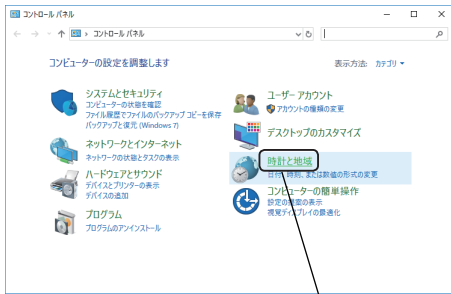 コントロール パネル
コントロール パネル
コンピューターの設定を調整します
表示方法: カテゴリ
システムとセキュリティ
コンピューターの状態を確認
ファイル履歴でファイルのバックアップ コピーを保存
バックアップと復元 (Windows 7)
ネットワークとインターネット
ネットワークの状態とタスクの表示
ハードウェアとサウンド
デバイスとプリンターの表示
デバイスの追加
プログラム
プログラムのアンインストール
ユーザー アカウント
アカウントの種類の変更
デスクトップのカスタマイズ
時計と地域
日付、時刻、または数値の形式の変更
コンピューターの簡単操作
設定の提案の表示
視覚ディスプレイの最適化